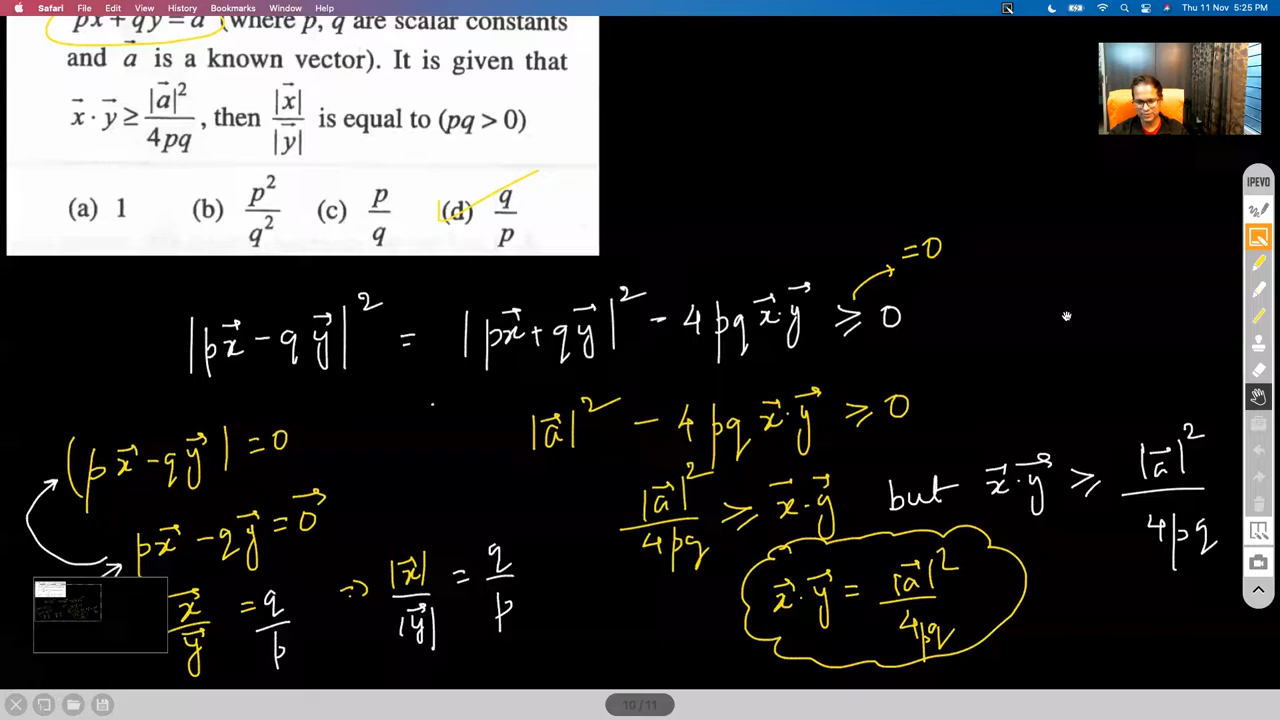 Safari File Edit View History Bookmarks Window Help Thu 11 Nov 5:25 PM
px⃗ + qy⃗ = a⃗ (where p, q are scalar constants
and a⃗ is a known vector). It is given that
x⃗ · y⃗ ≥ |a⃗|²/4pq, then |x⃗|/|y⃗| is equal to (pq > 0)
(a) 1 (b) p²/q² (c) p/q (d) q/p
IPEVO
= 0
|px⃗ - qy⃗|² = |px⃗ + qy⃗|² - 4pq x⃗·y⃗ ≥ 0
|a⃗|² - 4pq x⃗·y⃗ ≥ 0
(px⃗ - qy⃗| = 0
|a⃗|²/4pq ≥ x⃗·y⃗ but x⃗·y⃗ ≥ |a⃗|²/4pq
px⃗ - qy⃗ = 0⃗
x⃗/y⃗ = q/p ⇒ |x⃗|/|y⃗| = q/p
x⃗·y⃗ = |a⃗|²/4pq
10 / 11